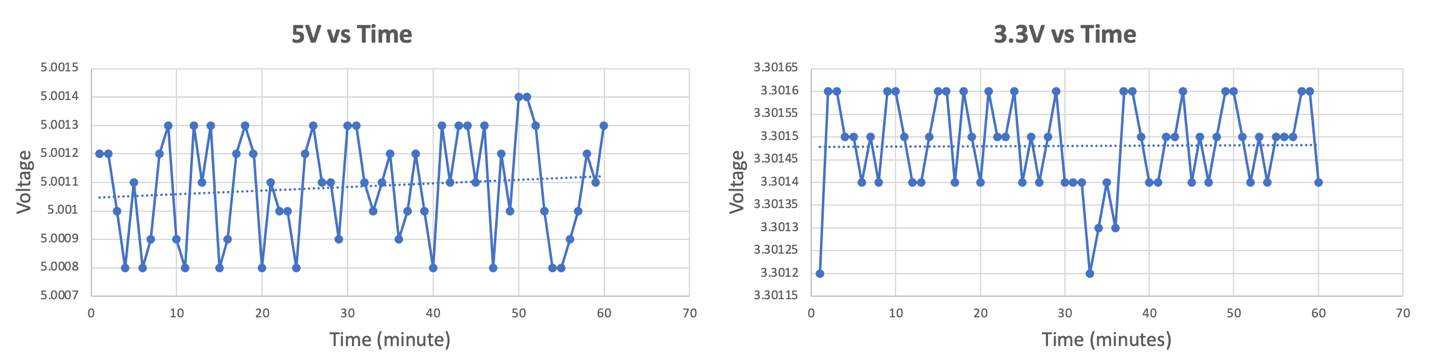 5V vs Time
5.0015
5.0014
5.0013
5.0012
5.0011
5.001
5.0009
5.0008
5.0007
Voltage
0 10 20 30 40 50 60 70
Time (minute)
3.3V vs Time
3.30165
3.3016
3.30155
3.3015
3.30145
3.3014
3.30135
3.3013
3.30125
3.3012
3.30115
Voltage
0 10 20 30 40 50 60 70
Time (minutes)